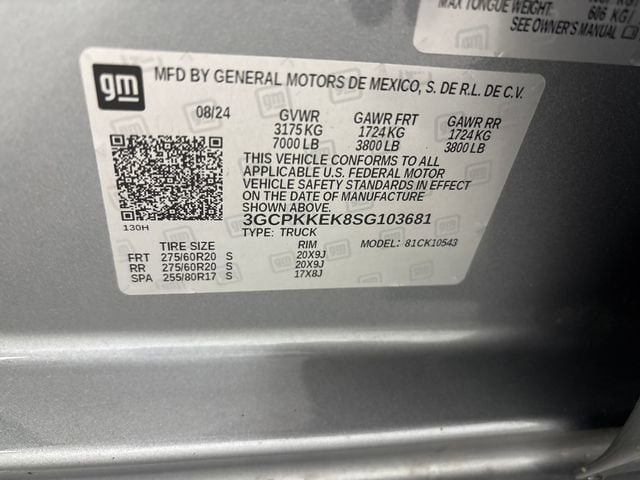 MAX TONGUE WEIGHT:
606 KG
SEE OWNER'S MANUAL
gm
MFD BY GENERAL MOTORS DE MEXICO, S. DE R.L. DE C.V.
08/24 GVWR GAWR FRT GAWR RR
3175 KG 1724 KG 1724 KG
7000 LB 3800 LB 3800 LB
THIS VEHICLE CONFORMS TO ALL
APPLICABLE U.S. FEDERAL MOTOR
VEHICLE SAFETY STANDARDS IN EFFECT
ON THE DATE OF MANUFACTURE
SHOWN ABOVE.
130H
3GCPKKEK8SG103681
TYPE: TRUCK
TIRE SIZE RIM MODEL: 81CK10543
FRT 275/60R20 S 20X9J
RR 275/60R20 S 20X9J
SPA 255/80R17 S 17X8J